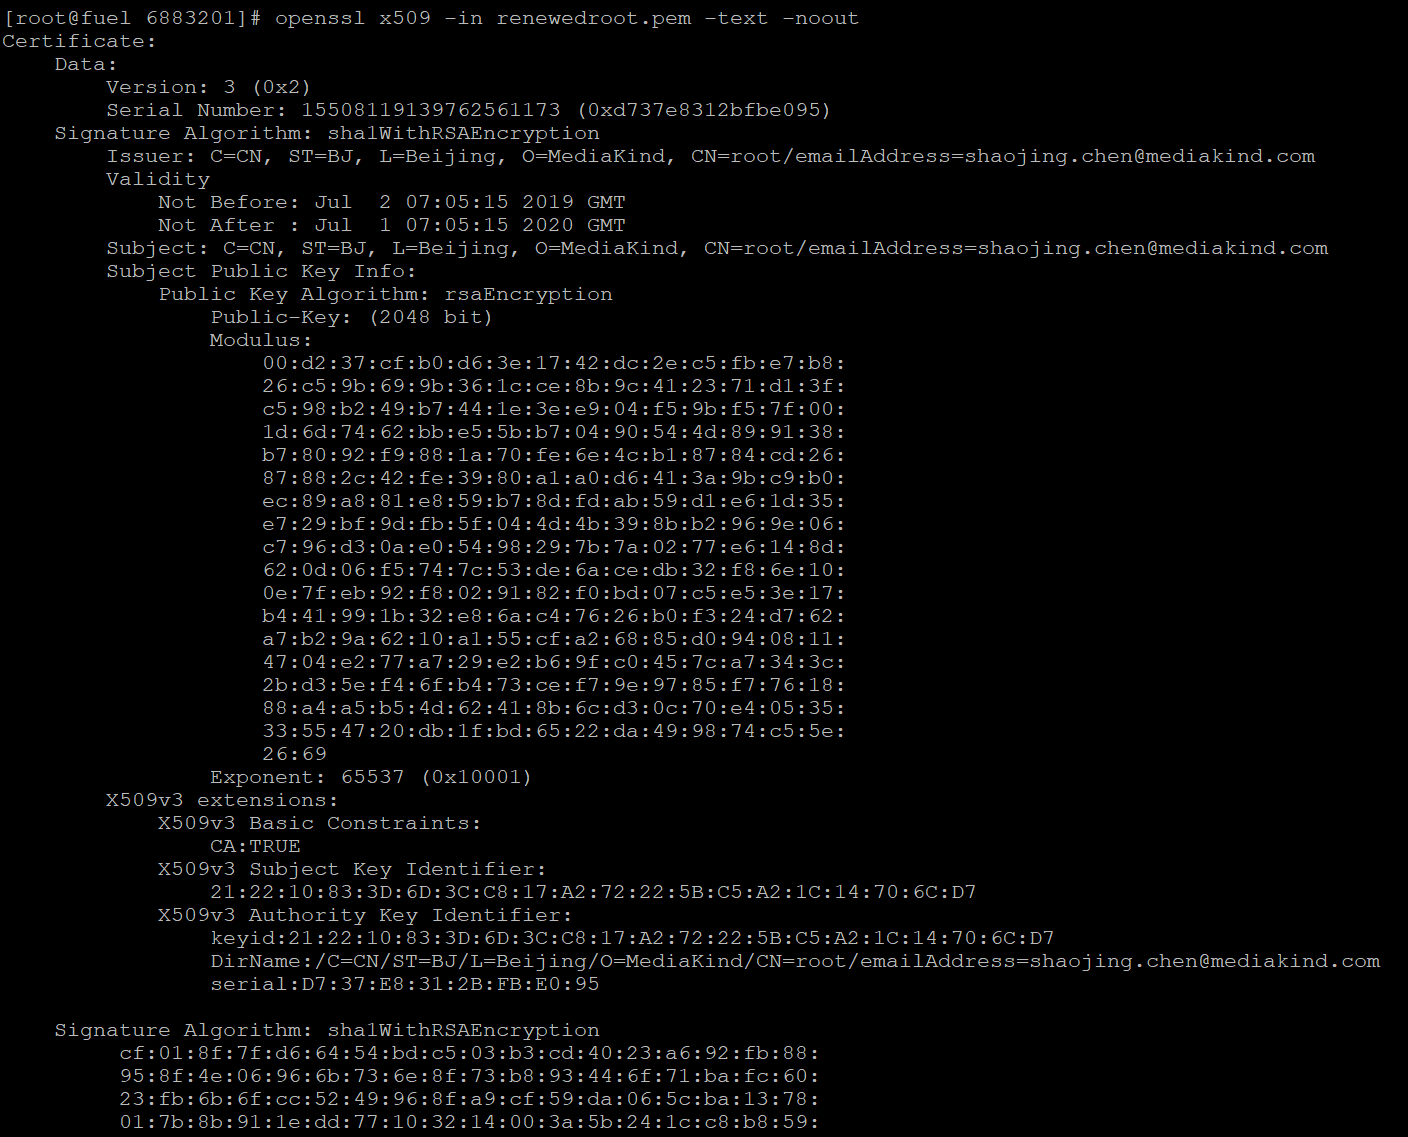 [root@fuel 6883201]# openssl x509 -in renewedroot.pem -text -noout
Certificate:
    Data:
        Version: 3 (0x2)
        Serial Number: 15508119139762561173 (0xd737e8312bfbe095)
    Signature Algorithm: sha1WithRSAEncryption
        Issuer: C=CN, ST=BJ, L=Beijing, O=MediaKind, CN=root/emailAddress=shaojing.chen@mediakind.com
        Validity
            Not Before: Jul  2 07:05:15 2019 GMT
            Not After : Jul  1 07:05:15 2020 GMT
        Subject: C=CN, ST=BJ, L=Beijing, O=MediaKind, CN=root/emailAddress=shaojing.chen@mediakind.com
        Subject Public Key Info:
            Public Key Algorithm: rsaEncryption
                Public-Key: (2048 bit)
                Modulus:
                    00:d2:37:cf:b0:d6:3e:17:42:dc:2e:c5:fb:e7:b8:
                    26:c5:9b:69:9b:36:1c:ce:8b:9c:41:23:71:d1:3f:
                    c5:98:b2:49:b7:44:1e:3e:e9:04:f5:9b:f5:7f:00:
                    1d:6d:74:62:bb:e5:5b:b7:04:90:54:4d:89:91:38:
                    b7:80:92:f9:88:1a:70:fe:6e:4c:b1:87:84:cd:26:
                    87:88:2c:42:fe:39:80:a1:a0:d6:41:3a:9b:c9:b0:
                    ec:89:a8:81:e8:59:b7:8d:fd:ab:59:d1:e6:1d:35:
                    e7:29:bf:9d:fb:5f:04:4d:4b:39:8b:b2:96:9e:06:
                    c7:96:d3:0a:e0:54:98:29:7b:7a:02:77:e6:14:8d:
                    62:0d:06:f5:74:7c:53:de:6a:ce:db:32:f8:6e:10:
                    0e:7f:eb:92:f8:02:91:82:f0:bd:07:c5:e5:3e:17:
                    b4:41:99:1b:32:e8:6a:c4:76:26:b0:f3:24:d7:62:
                    a7:b2:9a:62:10:a1:55:cf:a2:68:85:d0:94:08:11:
                    47:04:e2:77:a7:29:e2:b6:9f:c0:45:7c:a7:34:3c:
                    2b:d3:5e:f4:6f:b4:73:ce:f7:9e:97:85:f7:76:18:
                    88:a4:a5:b5:4d:62:41:8b:6c:d3:0c:70:e4:05:35:
                    33:55:47:20:db:1f:bd:65:22:da:49:98:74:c5:5e:
                    26:69
                Exponent: 65537 (0x10001)
        X509v3 extensions:
            X509v3 Basic Constraints:
                CA:TRUE
            X509v3 Subject Key Identifier:
                21:22:10:83:3D:6D:3C:C8:17:A2:72:22:5B:C5:A2:1C:14:70:6C:D7
            X509v3 Authority Key Identifier:
                keyid:21:22:10:83:3D:6D:3C:C8:17:A2:72:22:5B:C5:A2:1C:14:70:6C:D7
                DirName:/C=CN/ST=BJ/L=Beijing/O=MediaKind/CN=root/emailAddress=shaojing.chen@mediakind.com
                serial:D7:37:E8:31:2B:FB:E0:95

    Signature Algorithm: sha1WithRSAEncryption
         cf:01:8f:7f:d6:64:54:bd:c5:03:b3:cd:40:23:a6:92:fb:88:
         95:8f:4e:06:96:6b:73:6e:8f:73:b8:93:44:6f:71:ba:fc:60:
         23:fb:6b:6f:cc:52:49:96:8f:a9:cf:59:da:06:5c:ba:13:78:
         01:7b:8b:91:1e:dd:77:10:32:14:00:3a:5b:24:1c:c8:b8:59: